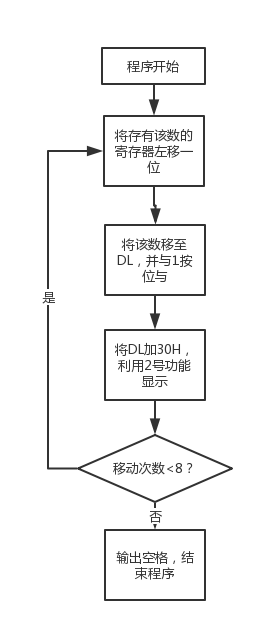 程序开始
将存有该数的
寄存器左移一
位
将该数移至
DL，并与1按
位与
将DL加30H，
利用2号功能
显示
是
移动次数<8？
否
输出空格，结
束程序